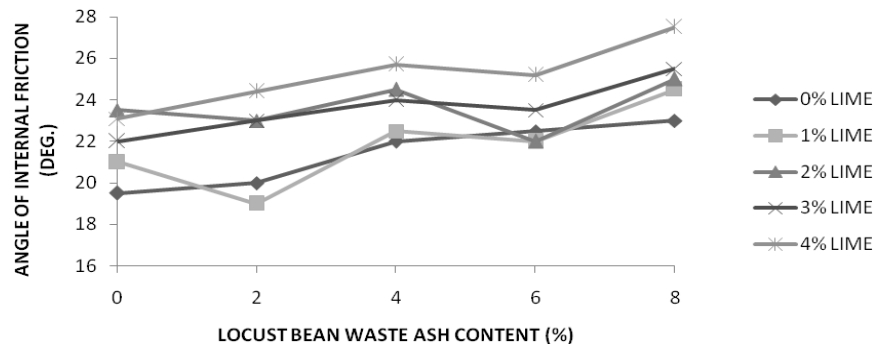 28
26
24
22
20
18
16
ANGLE OF INTERNAL FRICTION
(DEG.)
0 2 4 6 8
LOCUST BEAN WASTE ASH CONTENT (%)
0% LIME
1% LIME
2% LIME
3% LIME
4% LIME